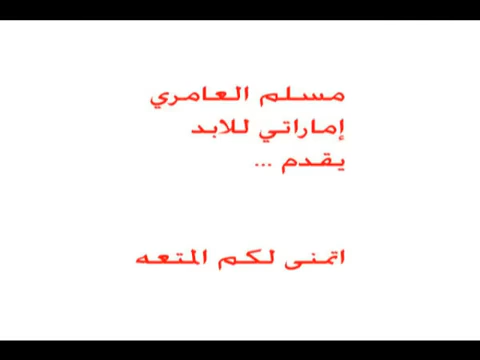 مسلم العامري
إماراتي للابد
يقدم ...
اتمنى لكم المتعه